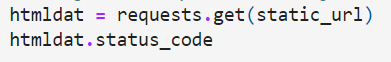 htmldat = requests.get(static_url)
htmldat.status_code